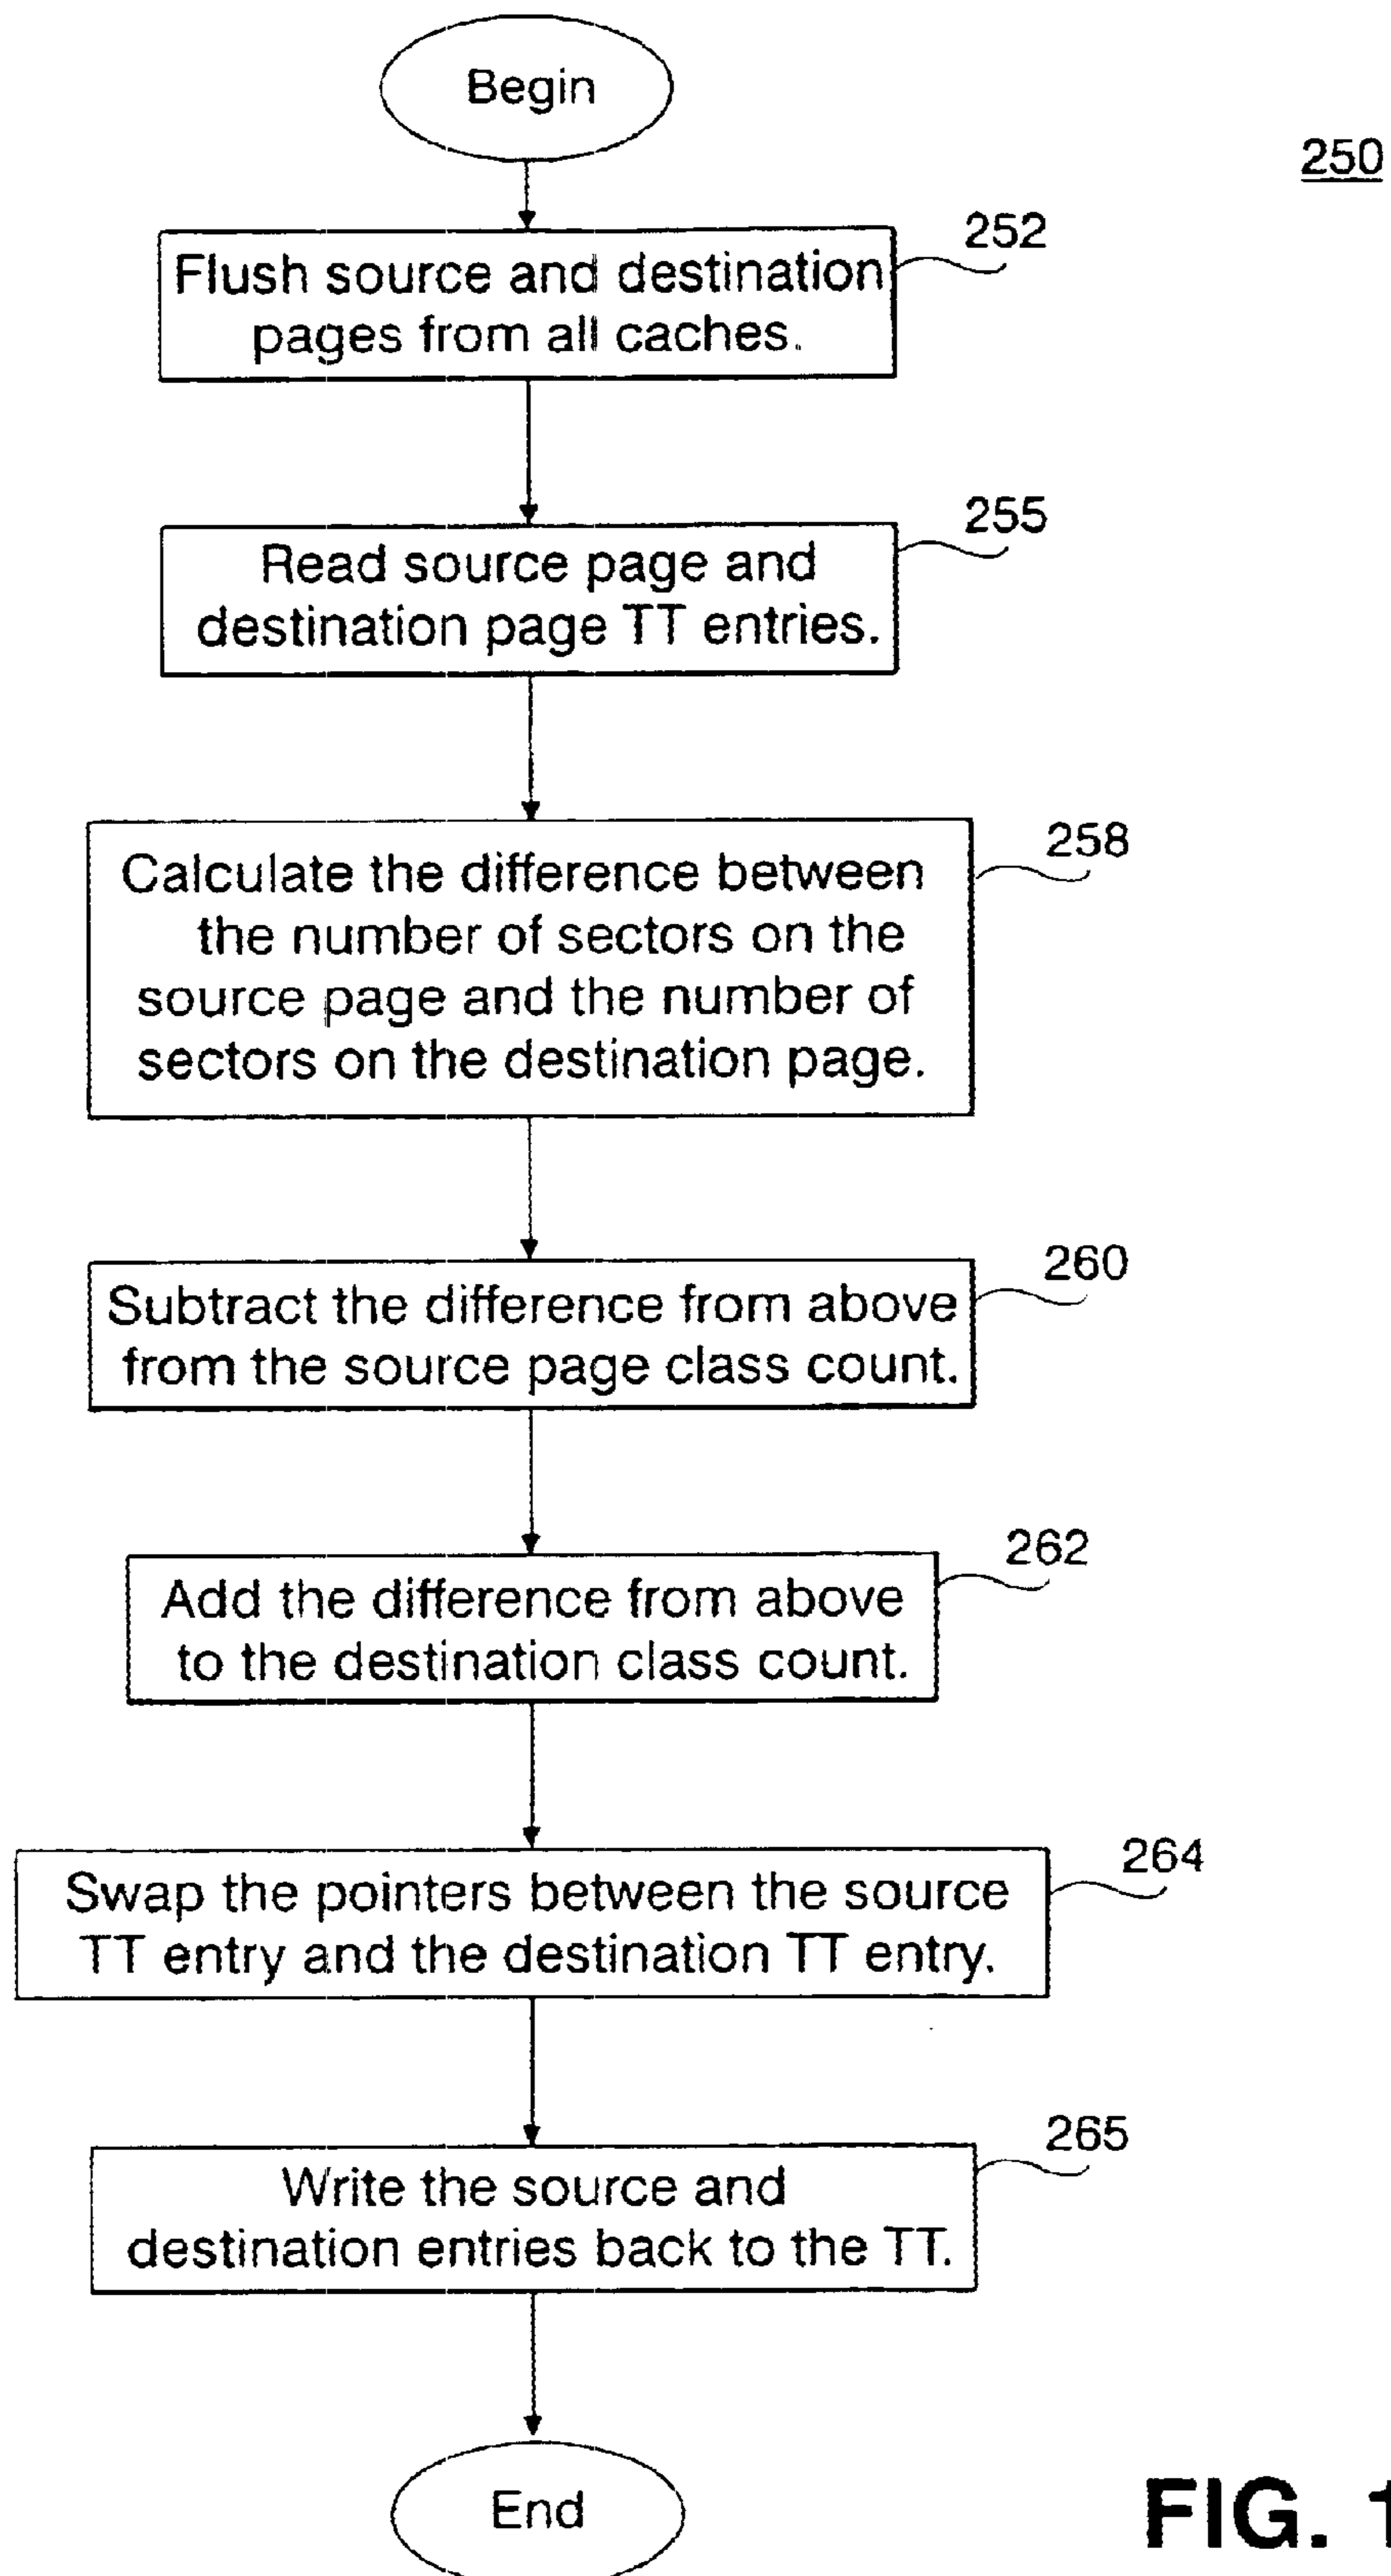 Begin
250
252
Flush source and destination
pages from all caches.
255
Read source page and
destination page TT entries.
258
Calculate the difference between
the number of sectors on the
source page and the number of
sectors on the destination page.
260
Subtract the difference from above
from the source page class count.
262
Add the difference from above
to the destination class count.
264
Swap the pointers between the source
TT entry and the destination TT entry.
265
Write the source and
destination entries back to the TT.
End
FIG.